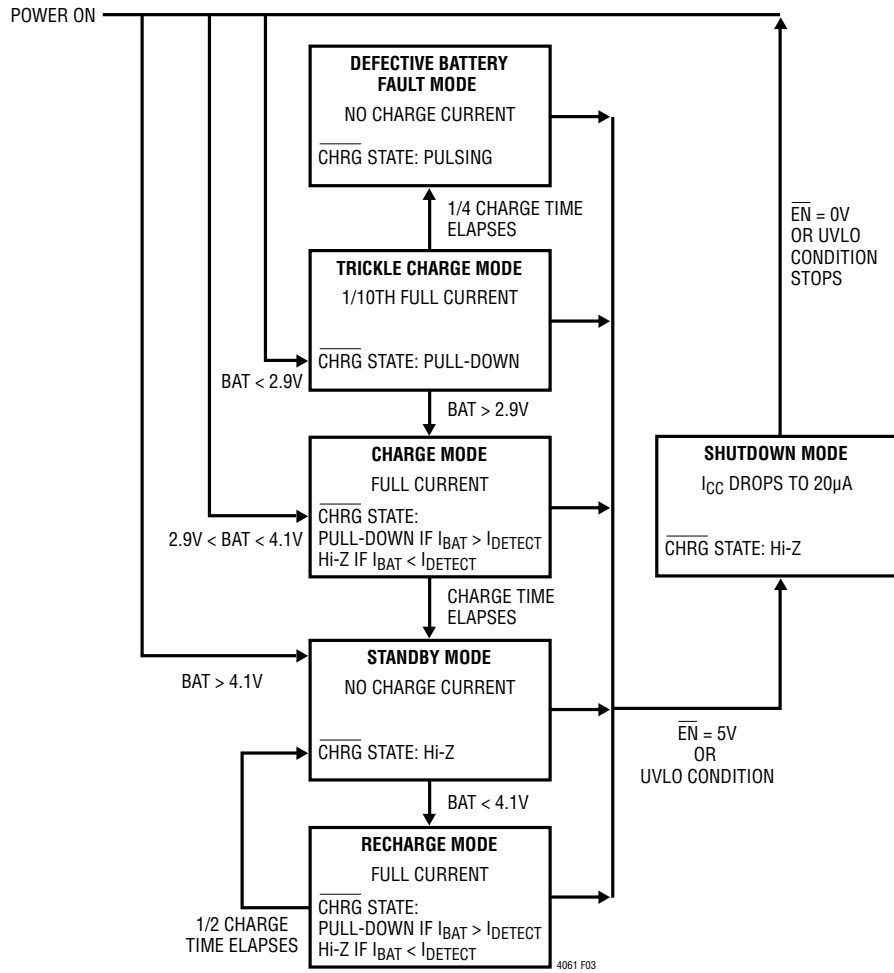 POWER ON
DEFECTIVE BATTERY
FAULT MODE
NO CHARGE CURRENT
CHRG STATE: PULSING
1/4 CHARGE TIME
ELAPSES
EN = 0V
OR UVLO
CONDITION
STOPS
TRICKLE CHARGE MODE
1/10TH FULL CURRENT
CHRG STATE: PULL-DOWN
BAT < 2.9V
BAT > 2.9V
CHARGE MODE
FULL CURRENT
CHRG STATE:
PULL-DOWN IF IBAT > IDETECT
Hi-Z IF IBAT < IDETECT
2.9V < BAT < 4.1V
SHUTDOWN MODE
ICC DROPS TO 20µA
CHRG STATE: Hi-Z
CHARGE TIME
ELAPSES
STANDBY MODE
NO CHARGE CURRENT
CHRG STATE: Hi-Z
BAT > 4.1V
EN = 5V
OR
UVLO CONDITION
BAT < 4.1V
RECHARGE MODE
FULL CURRENT
CHRG STATE:
PULL-DOWN IF IBAT > IDETECT
Hi-Z IF IBAT < IDETECT
1/2 CHARGE
TIME ELAPSES
4061 F03